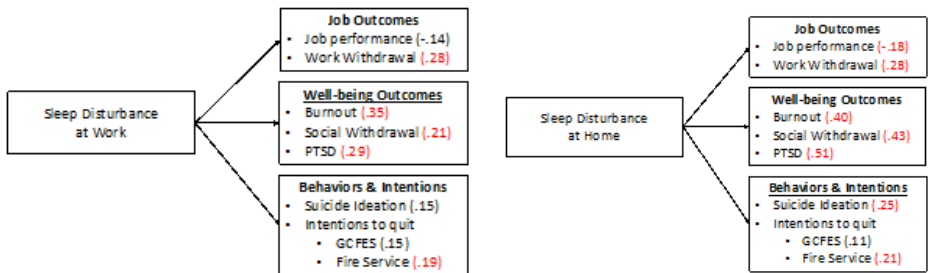 Job Outcomes
• Job performance (-.14)
• Work Withdrawal (.28)
Sleep Disturbance
at Work
Well-being Outcomes
• Burnout (.35)
• Social Withdrawal (.21)
• PTSD (.29)
Behaviors & Intentions
• Suicide Ideation (.15)
• Intentions to quit
• GCFES (.15)
• Fire Service (.19)
Job Outcomes
• Job performance (-.18)
• Work Withdrawal (.28)
Sleep Disturbance
at Home
Well-being Outcomes
• Burnout (.40)
• Social Withdrawal (.43)
• PTSD (.51)
Behaviors & Intentions
• Suicide Ideation (.25)
• Intentions to quit
• GCFES (.11)
• Fire Service (.21)